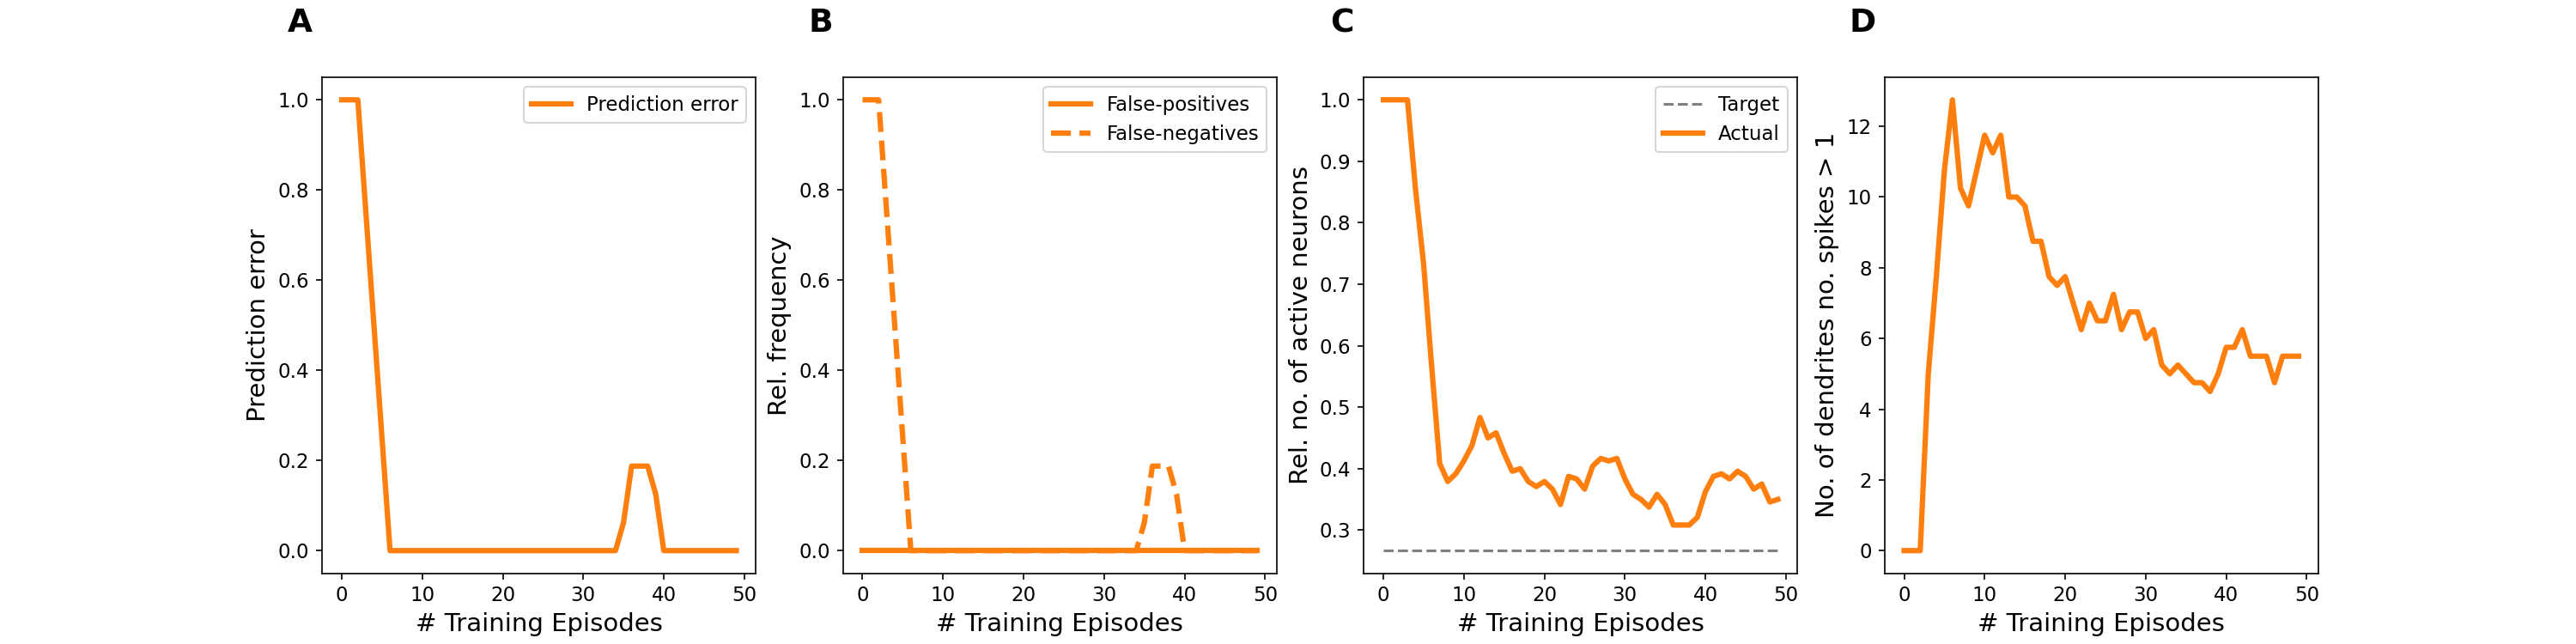 A
Prediction error
1.0
0.8
0.6
0.4
0.2
0.0
0 10 20 30 40 50
# Training Episodes
Prediction error
B
Rel. frequency
1.0
0.8
0.6
0.4
0.2
0.0
0 10 20 30 40 50
# Training Episodes
False-positives
False-negatives
C
Rel. no. of active neurons
1.0
0.9
0.8
0.7
0.6
0.5
0.4
0.3
0 10 20 30 40 50
# Training Episodes
Target
Actual
D
No. of dendrites no. spikes > 1
12
10
8
6
4
2
0
0 10 20 30 40 50
# Training Episodes